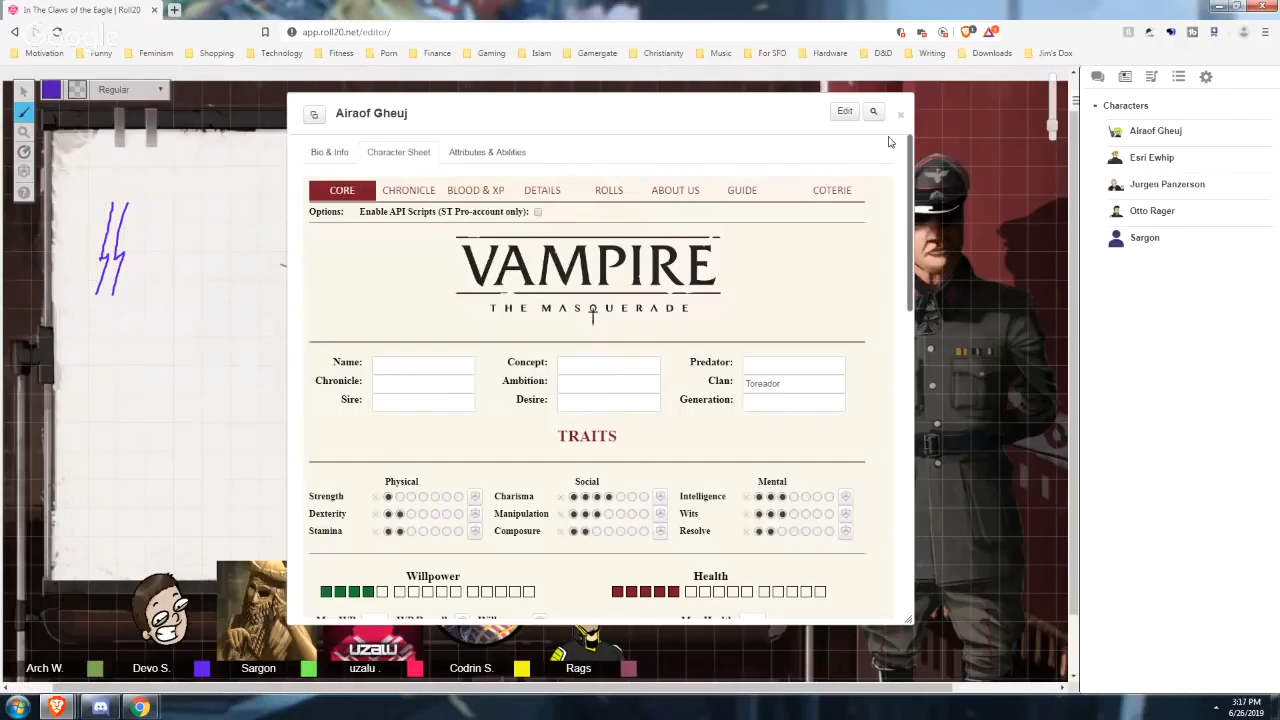 In The Claws of the Eagle | Roll20
app.roll20.net/editor/
Motivation Funny Feminism Shopping Technology Fitness Porn Finance Gaming Islam Gamergate Christianity Music For SFO Hardware D&D Writing Downloads Jim's Dox
Regular
Airaof Gheuj
Edit
Bio & Info Character Sheet Attributes & Abilities
CORE CHRONICLE BLOOD & XP DETAILS ROLLS ABOUT US GUIDE COTERIE
Options: Enable API Scripts (ST Pro-account only):
VAMPIRE
THE MASQUERADE
Name: Concept: Predator:
Chronicle: Ambition: Clan: Toreador
Sire: Desire: Generation:
TRAITS
Physical Social Mental
Strength Charisma Intelligence
Dexterity Manipulation Wits
Stamina Composure Resolve
Willpower Health
Characters
Airaof Gheuj
Esri Ewhip
Jurgen Panzerson
Otto Rager
Sargon
UZALU
Arch W. Devo S. Sargon uzalu . Codrin S. Rags
3:17 PM
6/26/2019